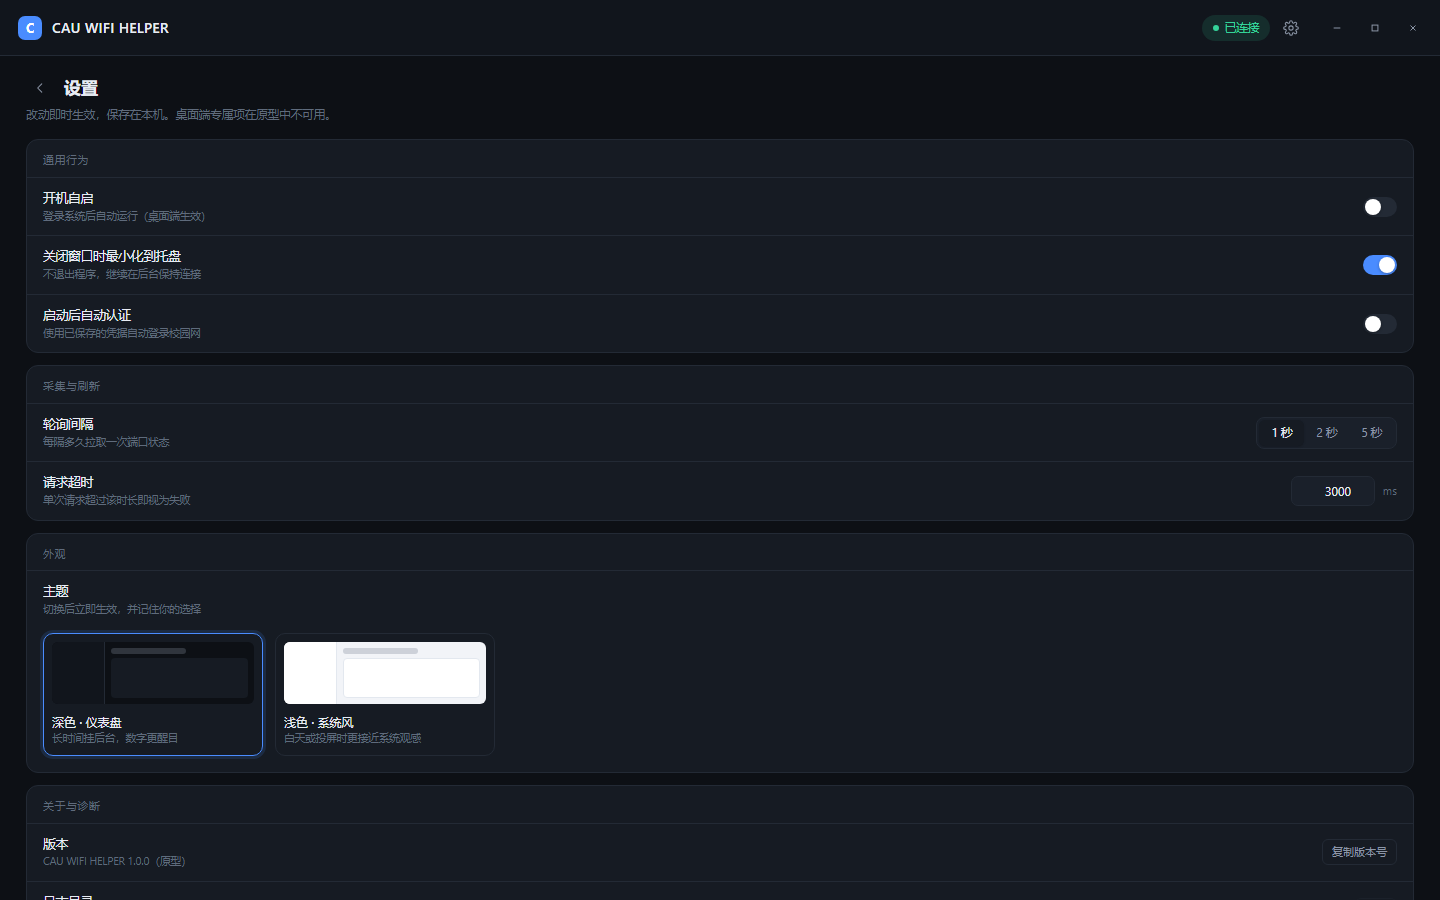 C CAU WIFI HELPER
已连接
设置
改动即时生效，保存在本机。桌面端专属项在原型中不可用。
通用行为
开机自启
登录系统后自动运行（桌面端生效）
关闭窗口时最小化到托盘
不退出程序，继续在后台保持连接
启动后自动认证
使用已保存的凭据自动登录校园网
采集与刷新
轮询间隔
每隔多久拉取一次端口状态
1 秒 2 秒 5 秒
请求超时
单次请求超过该时长即视为失败
3000 ms
外观
主题
切换后立即生效，并记住你的选择
深色 · 仪表盘
长时间挂后台，数字更醒目
浅色 · 系统风
白天或投屏时更接近系统观感
关于与诊断
版本
CAU WIFI HELPER 1.0.0（原型）
复制版本号